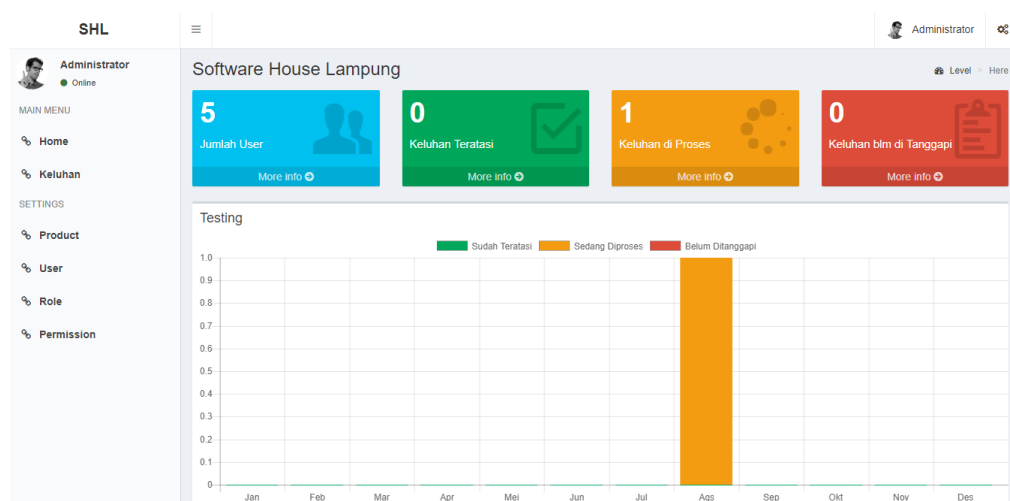 SHL
Administrator
Administrator
Online
MAIN MENU
Home
Keluhan
SETTINGS
Product
User
Role
Permission
Software House Lampung
Level > Here
5
Jumlah User
More info
0
Keluhan Teratasi
More info
1
Keluhan di Proses
More info
0
Keluhan blm di Tanggapi
More info
Testing
Sudah Teratasi Sedang Diproses Belum Ditanggapi
1.0
0.9
0.8
0.7
0.6
0.5
0.4
0.3
0.2
0.1
0
Jan Feb Mar Apr Mei Jun Jul Ags Sep Okt Nov Des